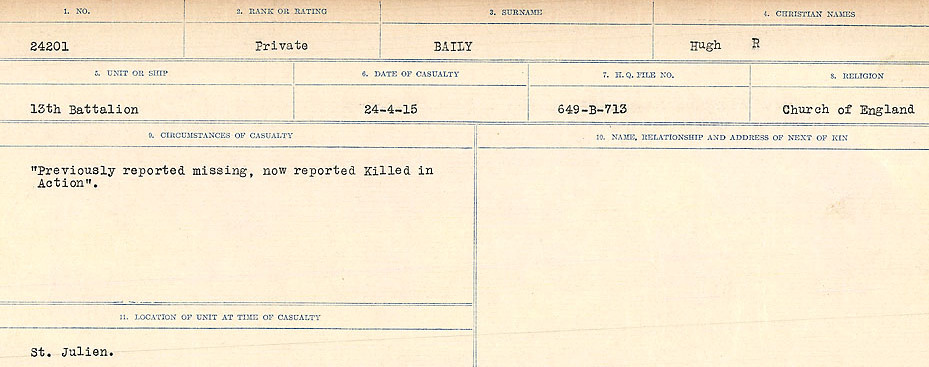 1. NO. 2. RANK OR RATING 3. SURNAME 4. CHRISTIAN NAMES
24201 Private BAILY Hugh R
5. UNIT OR SHIP 6. DATE OF CASUALTY 7. H.Q. FILE NO. 8. RELIGION
13th Battalion 24-4-15 649-B-713 Church of England
9. CIRCUMSTANCES OF CASUALTY
"Previously reported missing, now reported Killed in
Action".
10. NAME, RELATIONSHIP AND ADDRESS OF NEXT OF KIN
11. LOCATION OF UNIT AT TIME OF CASUALTY
St. Julien.